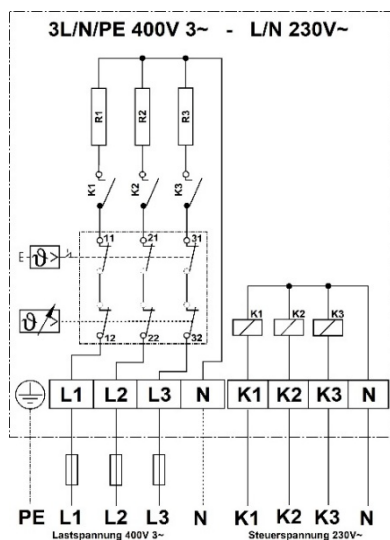 3L/N/PE 400V 3~ - L/N 230V~
R1 R2 R3
K1 K2 K3
11 21 31
E ϑ
ϑ
12 22 32
K1 K2 K3
L1 L2 L3 N K1 K2 K3 N
PE L1 L2 L3 N K1 K2 K3 N
Lastspannung 400V 3~ Steuerspannung 230V~